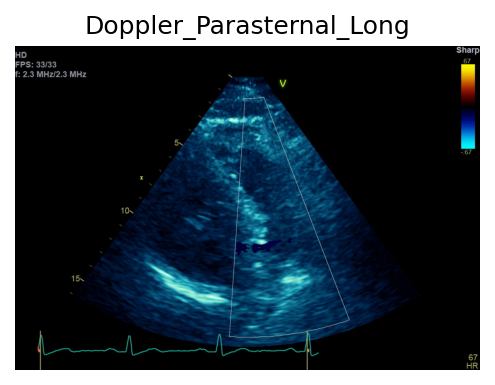 Doppler_Parasternal_Long
HD
FPS: 33/33
f: 2.3 MHz/2.3 MHz
Sharp
67
-67
V
5
x
10
15
67
HR